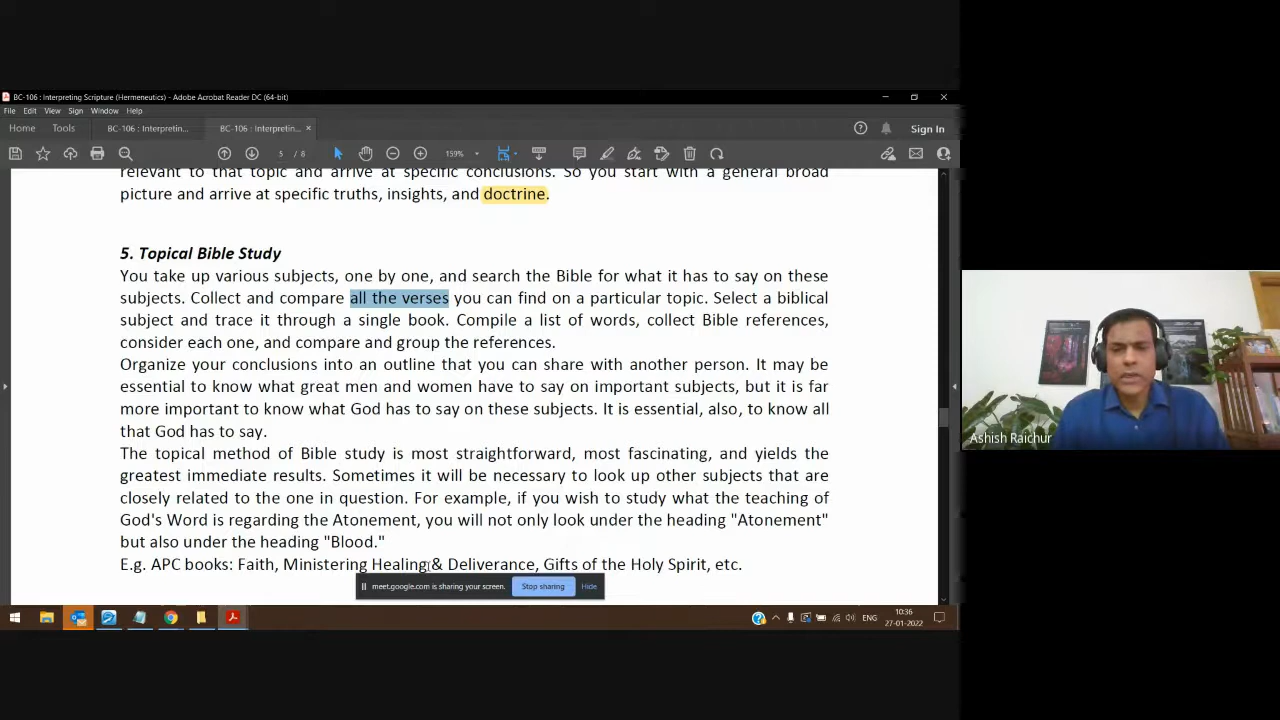 BC-106 : Interpreting Scripture (Hermeneutics) - Adobe Acrobat Reader DC (64-bit)
File Edit View Sign Window Help
Home Tools BC-106 : Interpretin... BC-106 : Interpretin... × Sign In
5 / 8 159%
relevant to that topic and arrive at specific conclusions. So you start with a general broad
picture and arrive at specific truths, insights, and doctrine.
5. Topical Bible Study
You take up various subjects, one by one, and search the Bible for what it has to say on these
subjects. Collect and compare all the verses you can find on a particular topic. Select a biblical
subject and trace it through a single book. Compile a list of words, collect Bible references,
consider each one, and compare and group the references.
Organize your conclusions into an outline that you can share with another person. It may be
essential to know what great men and women have to say on important subjects, but it is far
more important to know what God has to say on these subjects. It is essential, also, to know all
that God has to say.
The topical method of Bible study is most straightforward, most fascinating, and yields the
greatest immediate results. Sometimes it will be necessary to look up other subjects that are
closely related to the one in question. For example, if you wish to study what the teaching of
God's Word is regarding the Atonement, you will not only look under the heading "Atonement"
but also under the heading "Blood."
E.g. APC books: Faith, Ministering Healing & Deliverance, Gifts of the Holy Spirit, etc.
meet.google.com is sharing your screen. Stop sharing Hide
ENG
10:36
27-01-2022
Ashish Raichur